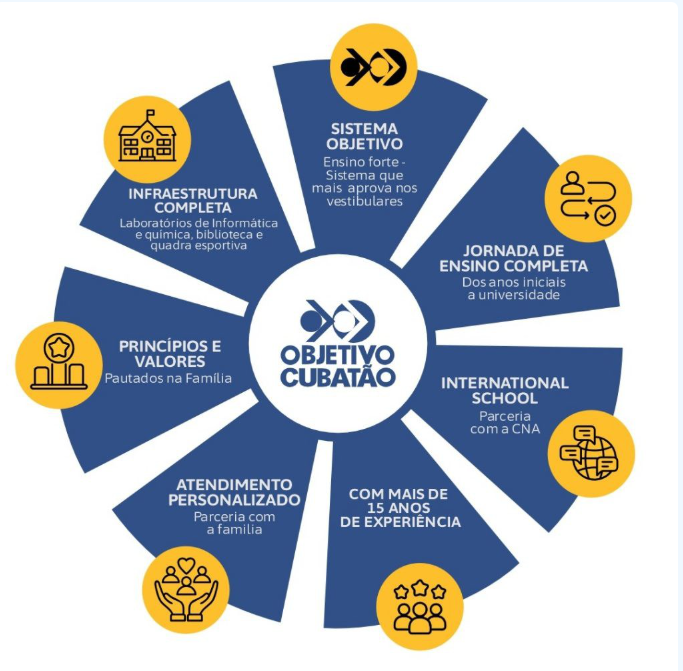 SISTEMA
OBJETIVO
Ensino forte -
Sistema que
mais aprova nos
vestibulares
JORNADA DE
ENSINO COMPLETA
Dos anos iniciais
a universidade
INTERNATIONAL
SCHOOL
Parceria
com a CNA
COM MAIS DE
15 ANOS
DE EXPERIÊNCIA
ATENDIMENTO
PERSONALIZADO
Parceria com
a familia
PRINCÍPIOS E
VALORES
Pautados na Família
INFRAESTRUTURA
COMPLETA
Laboratórios de Informática
e química, biblioteca e
quadra esportiva
OBJETIVO
CUBATÃO